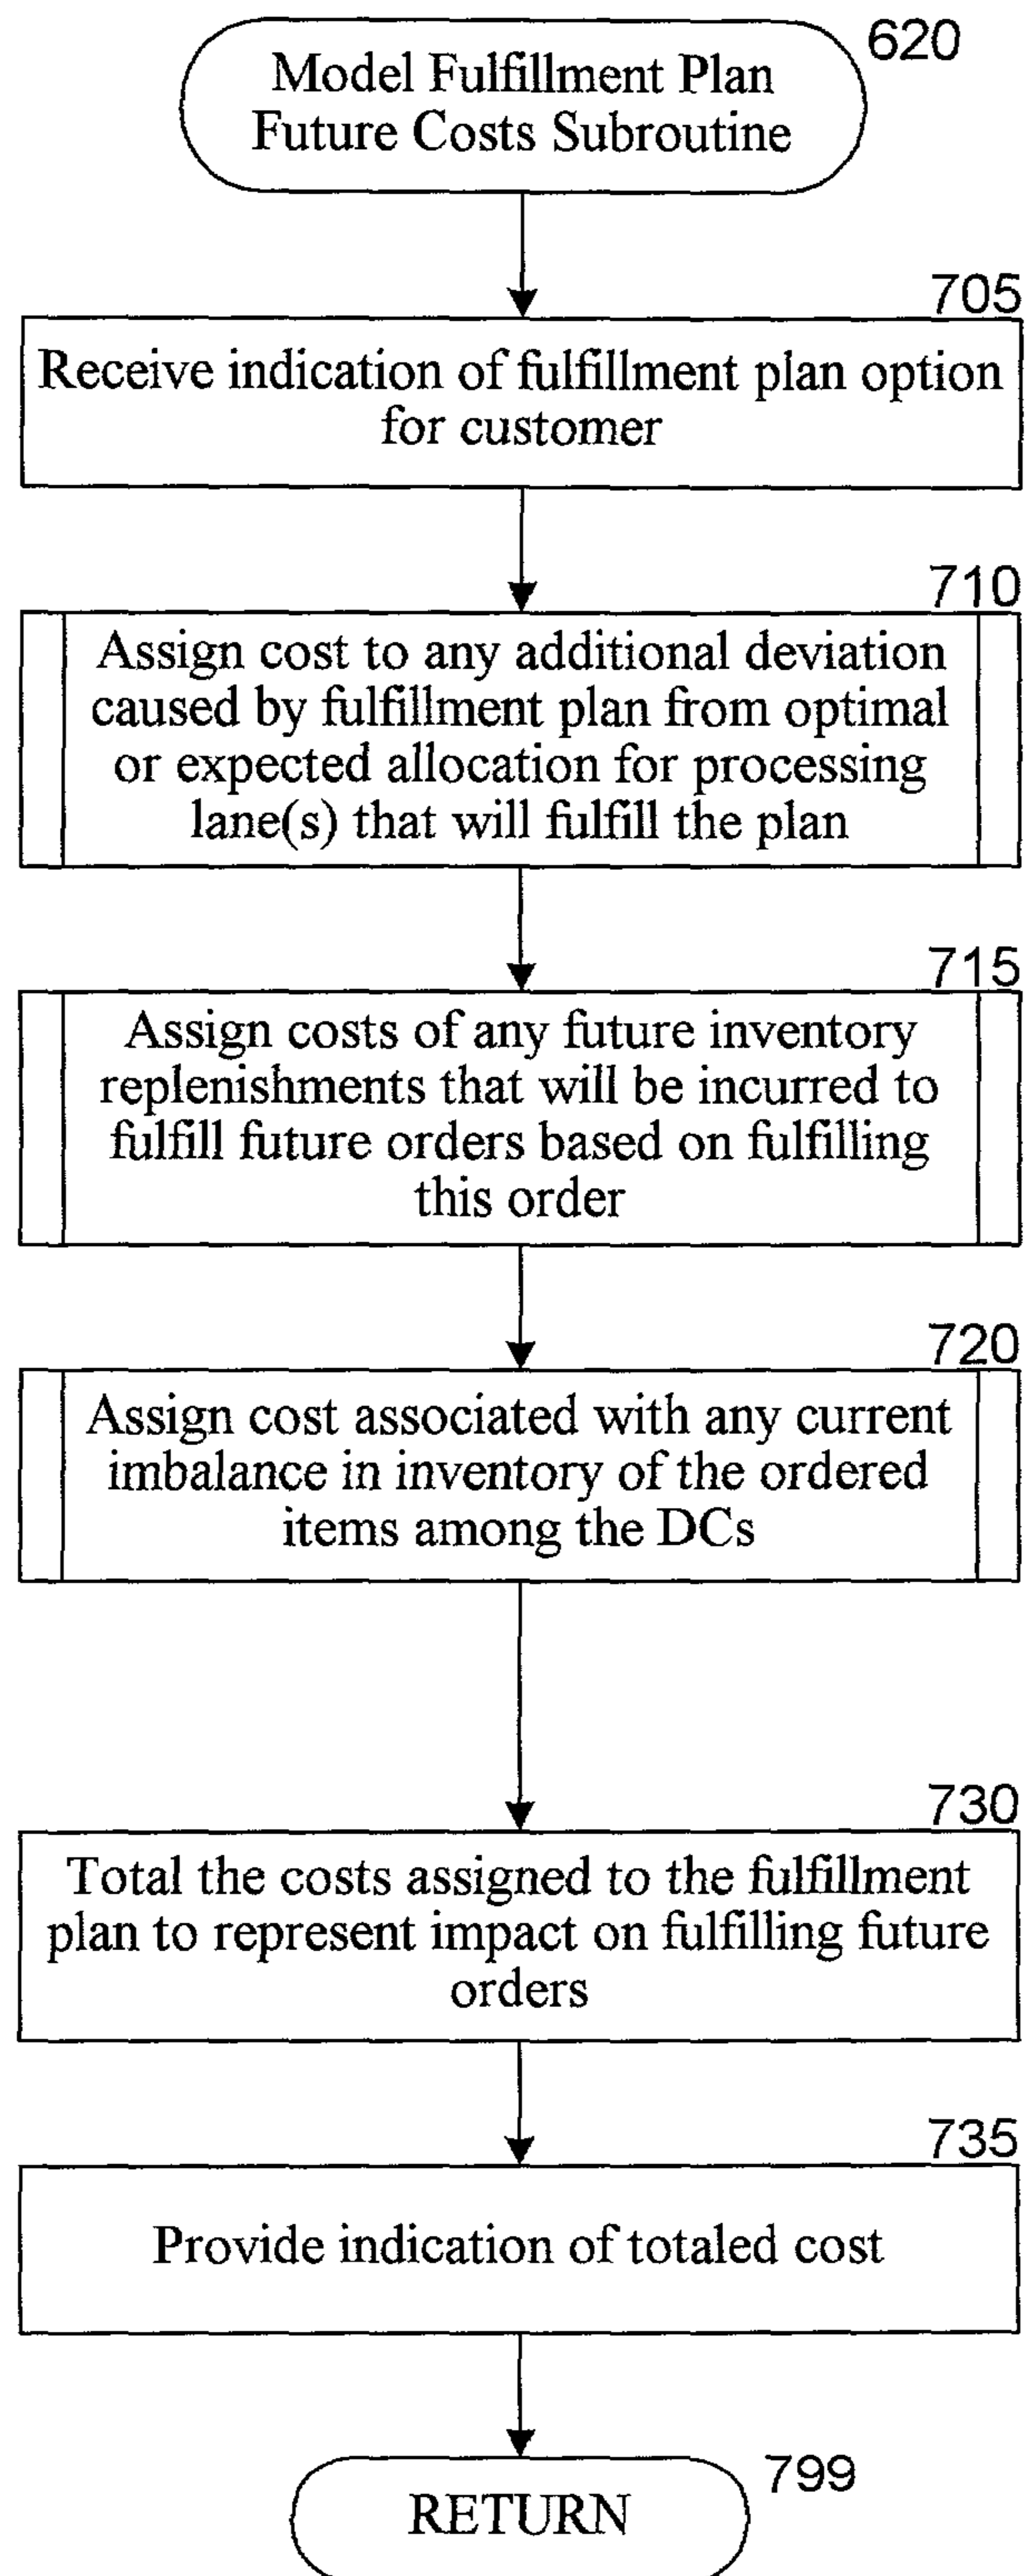 620
Model Fulfillment Plan
Future Costs Subroutine
705
Receive indication of fulfillment plan option
for customer
710
Assign cost to any additional deviation
caused by fulfillment plan from optimal
or expected allocation for processing
lane(s) that will fulfill the plan
715
Assign costs of any future inventory
replenishments that will be incurred to
fulfill future orders based on fulfilling
this order
720
Assign cost associated with any current
imbalance in inventory of the ordered
items among the DCs
730
Total the costs assigned to the fulfillment
plan to represent impact on fulfilling future
orders
735
Provide indication of totaled cost
799
RETURN